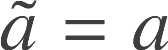 ã = a